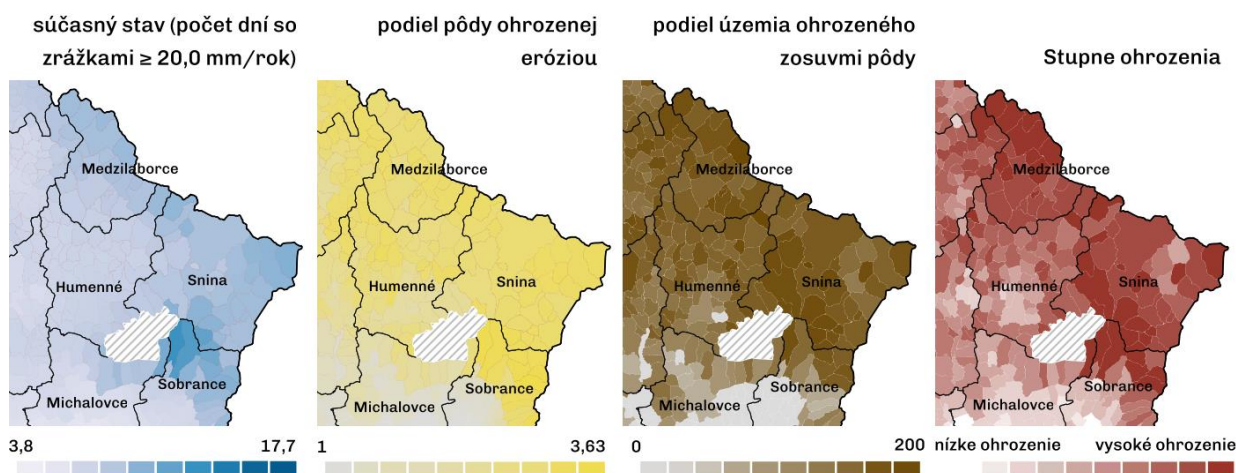 súčasný stav (počet dní so
zrážkami ≥ 20,0 mm/rok)
Medzilaborce
Humenné
Snina
Sobrance
Michalovce
3,8
17,7
podiel pôdy ohrozenej
eróziou
Medzilaborce
Humenné
Snina
Sobrance
Michalovce
1
3,63
podiel územia ohrozeného
zosuvmi pôdy
Medzilaborce
Humenné
Snina
Sobrance
Michalovce
0
200
Stupne ohrozenia
Medzilaborce
Humenné
Snina
Sobrance
Michalovce
nízke ohrozenie
vysoké ohrozenie